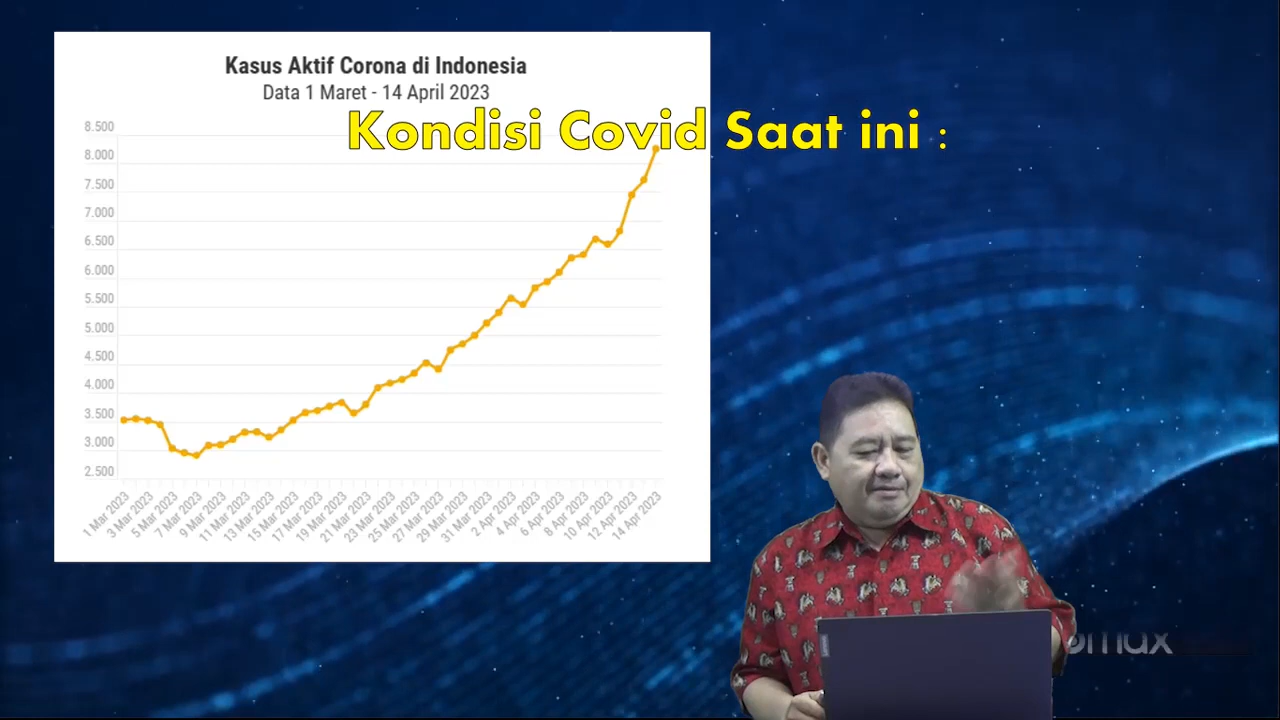 Kasus Aktif Corona di Indonesia
Data 1 Maret - 14 April 2023
Kondisi Covid Saat ini :
8.500
8.000
7.500
7.000
6.500
6.000
5.500
5.000
4.500
4.000
3.500
3.000
2.500
1 Mar 2023
3 Mar 2023
5 Mar 2023
7 Mar 2023
9 Mar 2023
11 Mar 2023
13 Mar 2023
15 Mar 2023
17 Mar 2023
19 Mar 2023
21 Mar 2023
23 Mar 2023
25 Mar 2023
27 Mar 2023
29 Mar 2023
31 Mar 2023
2 Apr 2023
4 Apr 2023
6 Apr 2023
8 Apr 2023
10 Apr 2023
12 Apr 2023
14 Apr 2023